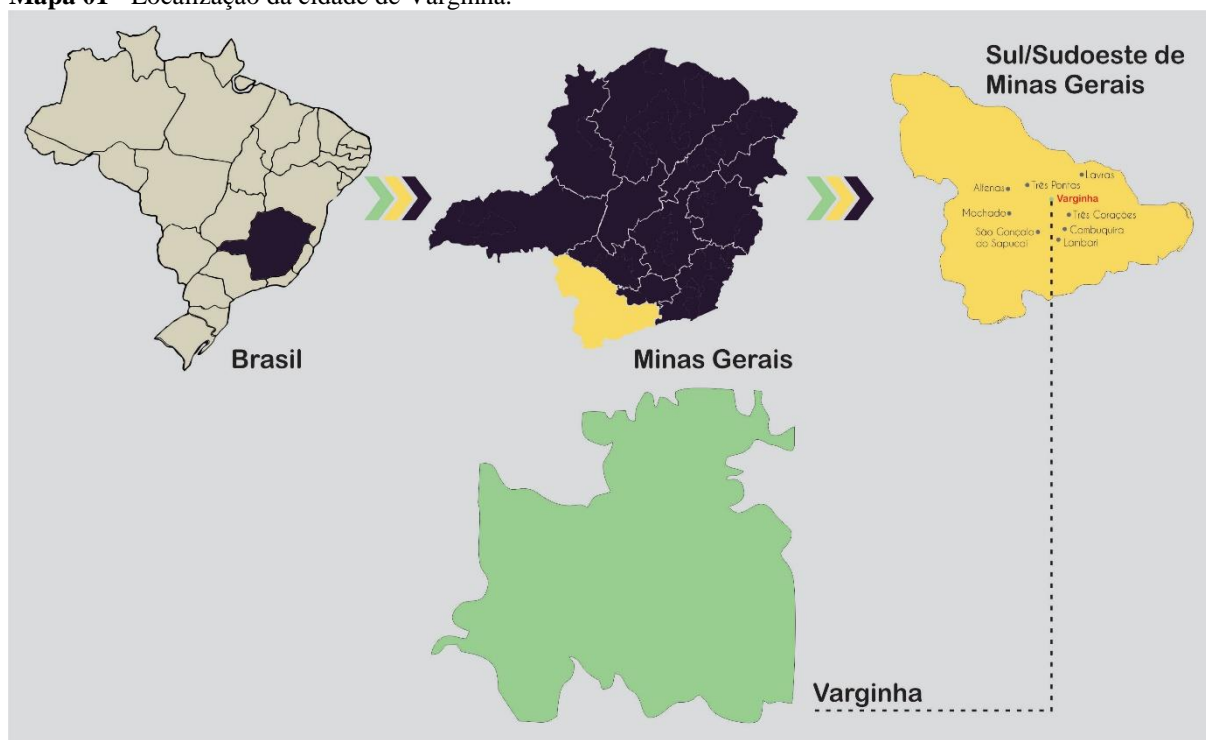 Mapa 01 - Localização da cidade de Varginha.
Sul/Sudoeste de
Minas Gerais
Lavras
Alfenas
Três Pontas
Varginha
Machado
Três Corações
São Gonçalo
do Sapucaí
Cambuquira
Lambari
Brasil
Minas Gerais
Varginha